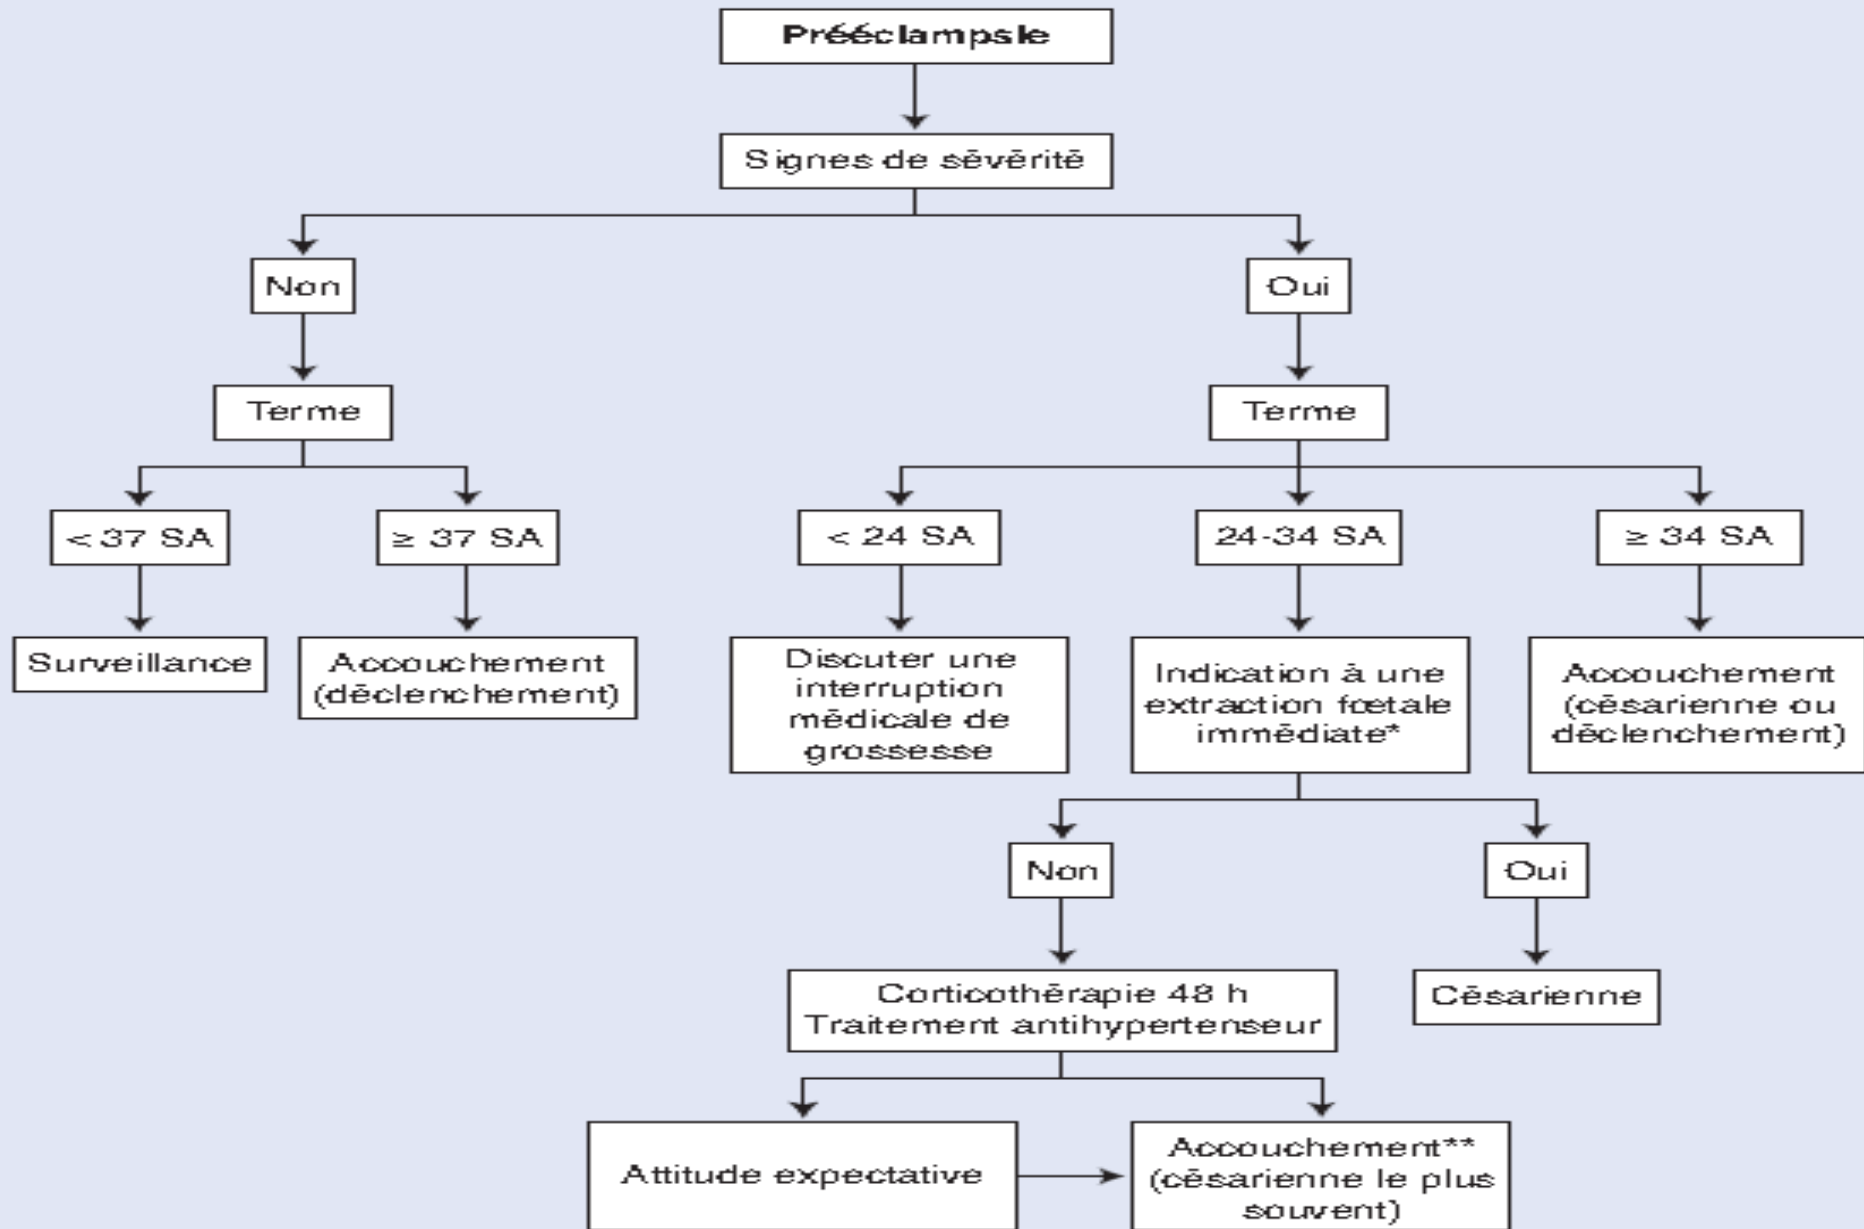 Prééclampsie
Signes de sévérité
Non
Oui
Terme
Terme
< 37 SA
≥ 37 SA
< 24 SA
24-34 SA
≥ 34 SA
Surveillance
Accouchement
(déclenchement)
Discuter une
interruption
médicale de
grossesse
Indication à une
extraction fœtale
immédiate*
Accouchement
(césarienne ou
déclenchement)
Non
Oui
Corticothérapie 48 h
Traitement antihypertenseur
Césarienne
Attitude expectative
Accouchement**
(césarienne le plus
souvent)